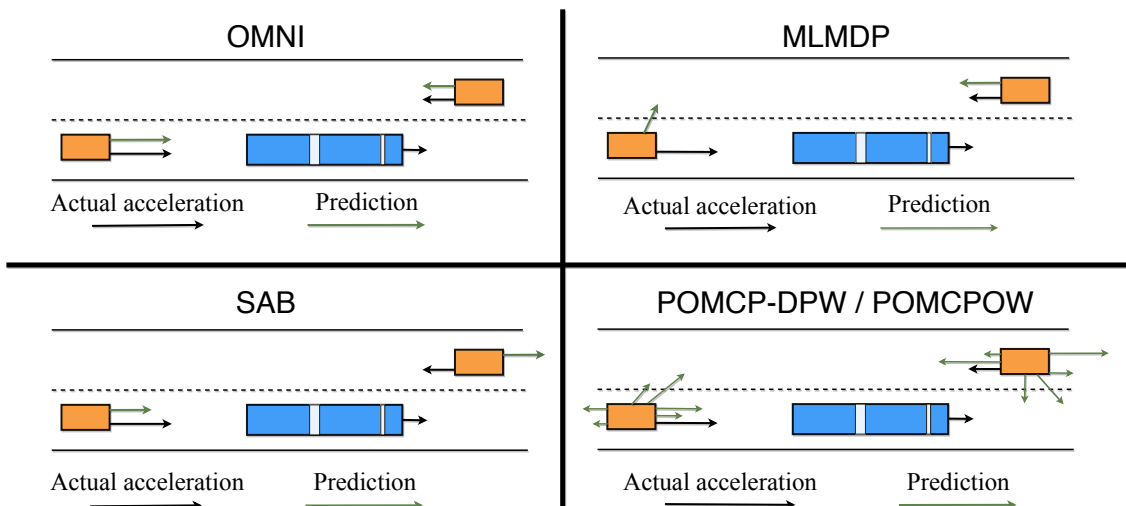 OMNI
Actual acceleration Prediction
MLMDP
Actual acceleration Prediction
SAB
Actual acceleration Prediction
POMCP-DPW / POMCPOW
Actual acceleration Prediction